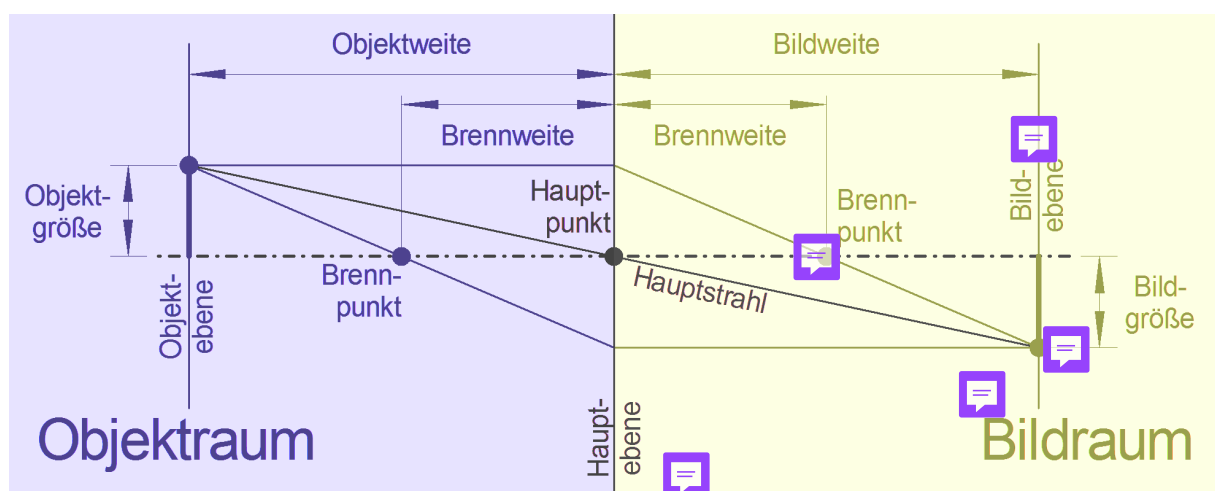 Objektweite
Bildweite
Brennweite
Brennweite
Objekt-
größe
Haupt-
punkt
Brenn-
punkt
Bild-
ebene
Brenn-
punkt
Hauptstrahl
Objekt-
ebene
Bild-
größe
Haupt-
ebene
Objektraum
Bildraum